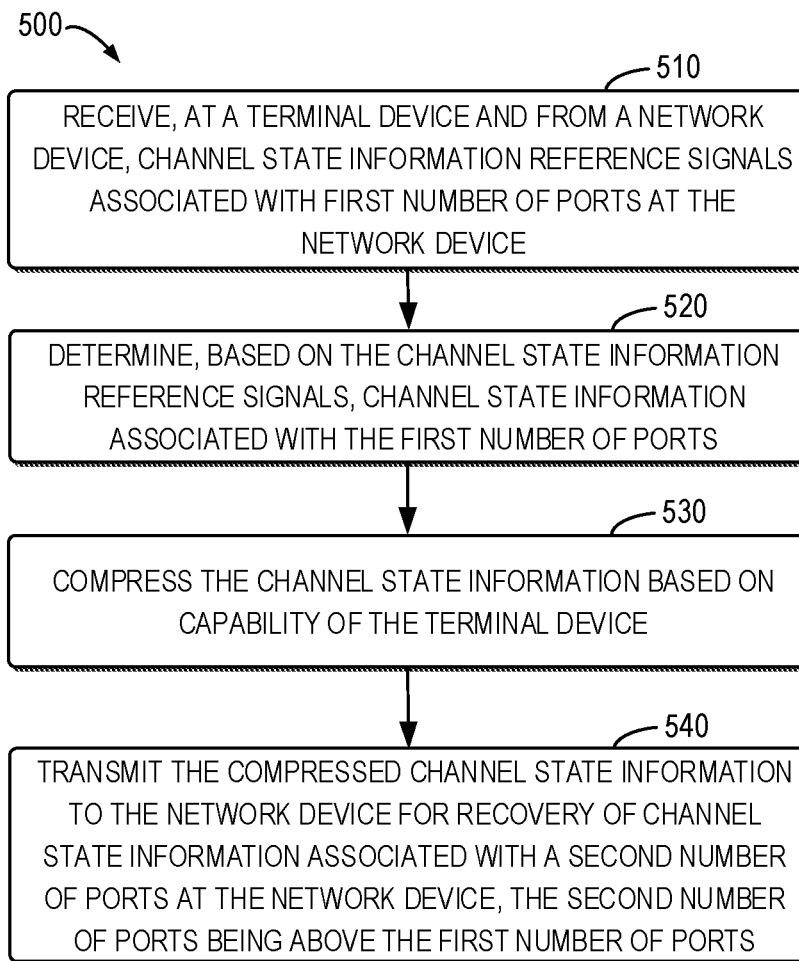 500
510
RECEIVE, AT A TERMINAL DEVICE AND FROM A NETWORK
DEVICE, CHANNEL STATE INFORMATION REFERENCE SIGNALS
ASSOCIATED WITH FIRST NUMBER OF PORTS AT THE
NETWORK DEVICE
520
DETERMINE, BASED ON THE CHANNEL STATE INFORMATION
REFERENCE SIGNALS, CHANNEL STATE INFORMATION
ASSOCIATED WITH THE FIRST NUMBER OF PORTS
530
COMPRESS THE CHANNEL STATE INFORMATION BASED ON
CAPABILITY OF THE TERMINAL DEVICE
540
TRANSMIT THE COMPRESSED CHANNEL STATE INFORMATION
TO THE NETWORK DEVICE FOR RECOVERY OF CHANNEL
STATE INFORMATION ASSOCIATED WITH A SECOND NUMBER
OF PORTS AT THE NETWORK DEVICE, THE SECOND NUMBER
OF PORTS BEING ABOVE THE FIRST NUMBER OF PORTS